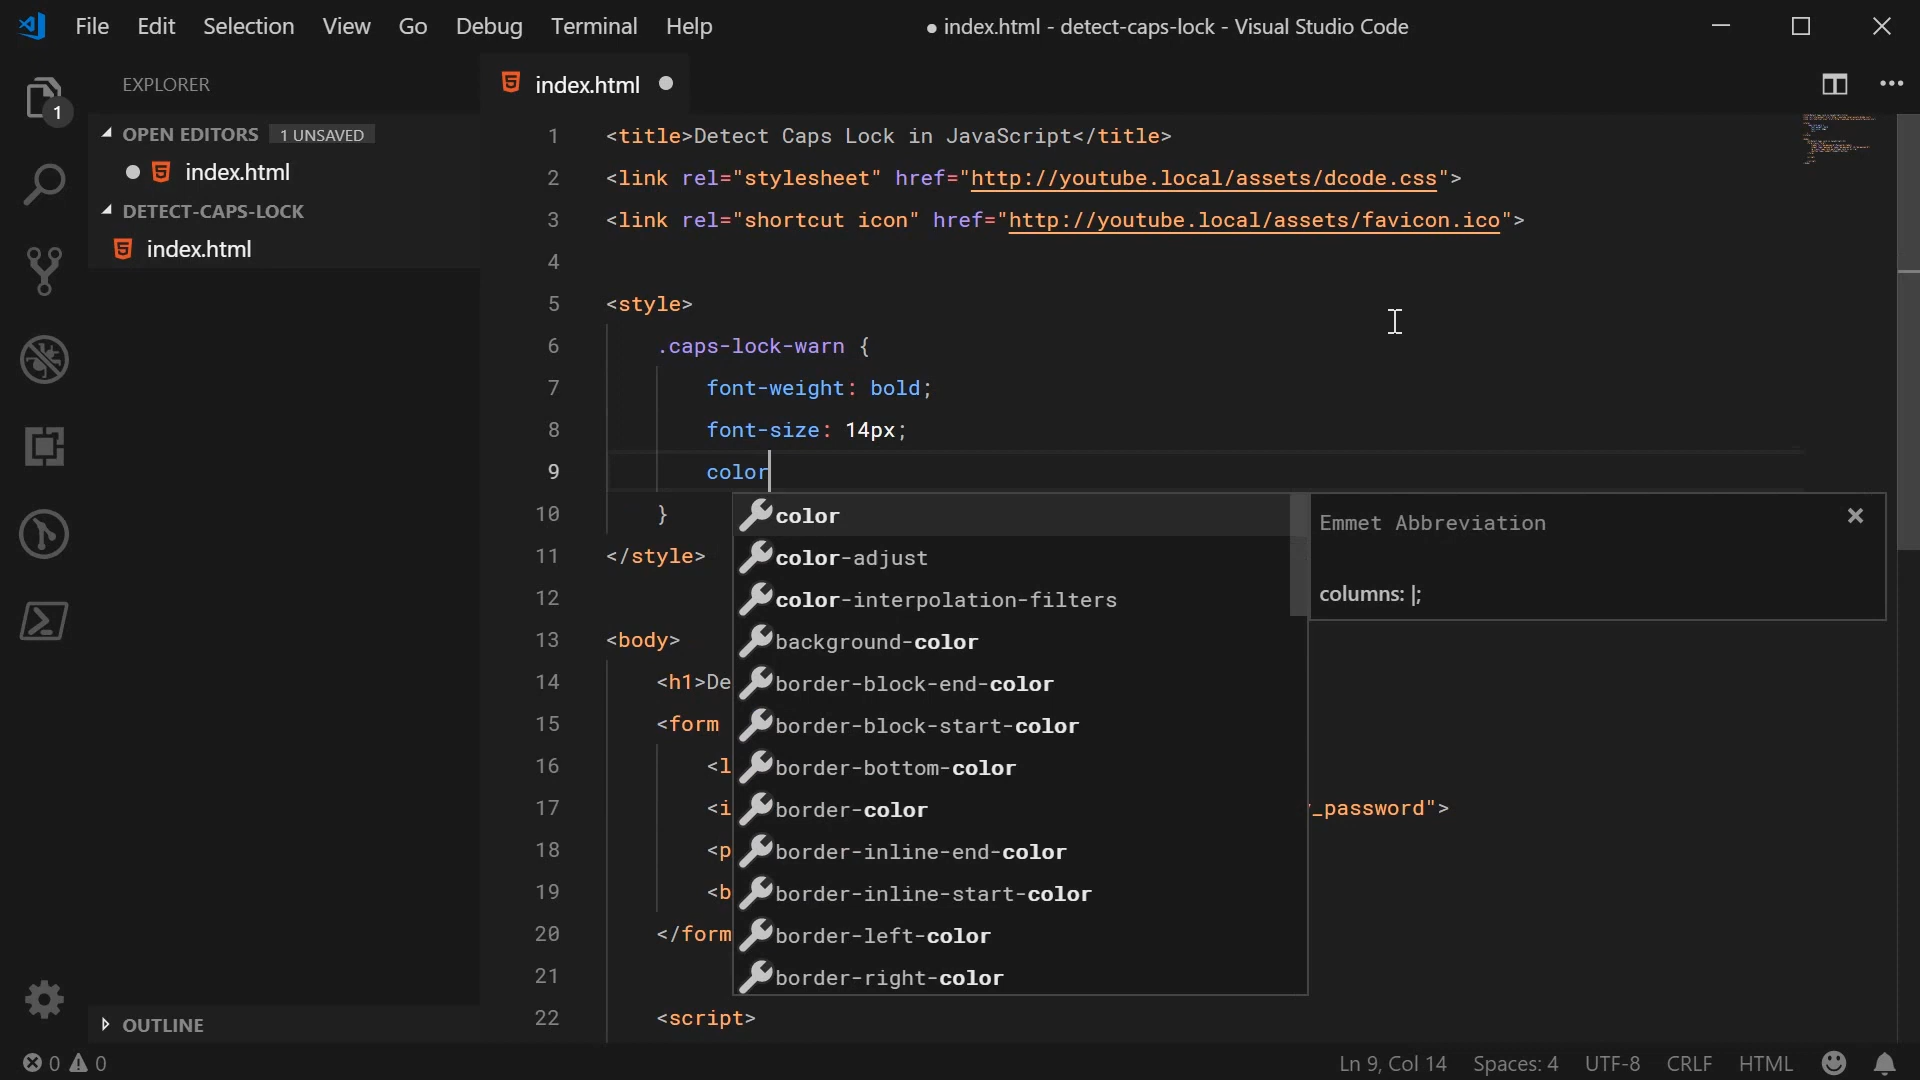 File Edit Selection View Go Debug Terminal Help ● index.html - detect-caps-lock - Visual Studio Code
EXPLORER
1
OPEN EDITORS 1 UNSAVED
index.html
DETECT-CAPS-LOCK
index.html
OUTLINE
index.html
1 <title>Detect Caps Lock in JavaScript</title>
2 <link rel="stylesheet" href="http://youtube.local/assets/dcode.css">
3 <link rel="shortcut icon" href="http://youtube.local/assets/favicon.ico">
4
5 <style>
6 .caps-lock-warn {
7 font-weight: bold;
8 font-size: 14px;
9 color
10 }
11 </style>
12
13 <body>
14 <h1>De
15 <form
16 <l
17 <i _password">
18 <p
19 <b
20 </form
21
22 <script>
color
color-adjust
color-interpolation-filters
background-color
border-block-end-color
border-block-start-color
border-bottom-color
border-color
border-inline-end-color
border-inline-start-color
border-left-color
border-right-color
Emmet Abbreviation
columns: |;
0 0 Ln 9, Col 14 Spaces: 4 UTF-8 CRLF HTML